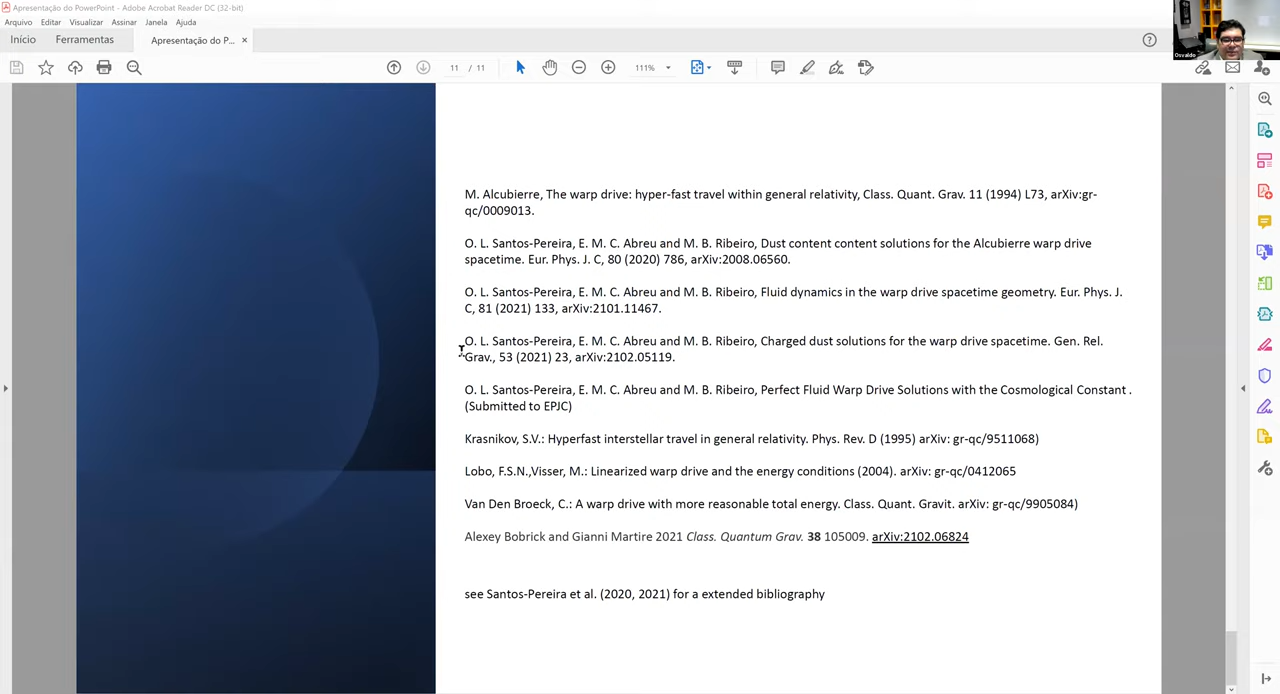 Apresentação do PowerPoint - Adobe Acrobat Reader DC (32-bit)
Arquivo Editar Visualizar Assinar Janela Ajuda
Início Ferramentas Apresentação do P... ×
Osvaldo
11 / 11 111%
M. Alcubierre, The warp drive: hyper-fast travel within general relativity, Class. Quant. Grav. 11 (1994) L73, arXiv:gr-
qc/0009013.
O. L. Santos-Pereira, E. M. C. Abreu and M. B. Ribeiro, Dust content content solutions for the Alcubierre warp drive
spacetime. Eur. Phys. J. C, 80 (2020) 786, arXiv:2008.06560.
O. L. Santos-Pereira, E. M. C. Abreu and M. B. Ribeiro, Fluid dynamics in the warp drive spacetime geometry. Eur. Phys. J.
C, 81 (2021) 133, arXiv:2101.11467.
O. L. Santos-Pereira, E. M. C. Abreu and M. B. Ribeiro, Charged dust solutions for the warp drive spacetime. Gen. Rel.
Grav., 53 (2021) 23, arXiv:2102.05119.
O. L. Santos-Pereira, E. M. C. Abreu and M. B. Ribeiro, Perfect Fluid Warp Drive Solutions with the Cosmological Constant .
(Submitted to EPJC)
Krasnikov, S.V.: Hyperfast interstellar travel in general relativity. Phys. Rev. D (1995) arXiv: gr-qc/9511068)
Lobo, F.S.N.,Visser, M.: Linearized warp drive and the energy conditions (2004). arXiv: gr-qc/0412065
Van Den Broeck, C.: A warp drive with more reasonable total energy. Class. Quant. Gravit. arXiv: gr-qc/9905084)
Alexey Bobrick and Gianni Martire 2021 Class. Quantum Grav. 38 105009. arXiv:2102.06824
see Santos-Pereira et al. (2020, 2021) for a extended bibliography